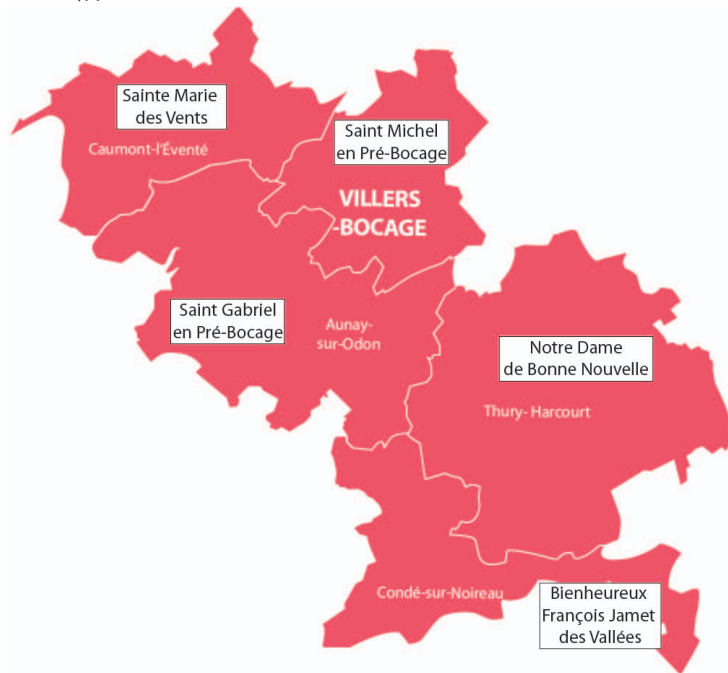 Sainte Marie
des Vents
Caumont-l'Éventé
Saint Michel
en Pré-Bocage
VILLERS
-BOCAGE
Saint Gabriel
en Pré-Bocage
Aunay-
sur-Odon
Notre Dame
de Bonne Nouvelle
Thury-Harcourt
Condé-sur-Noireau
Bienheureux
François Jamet
des Vallées